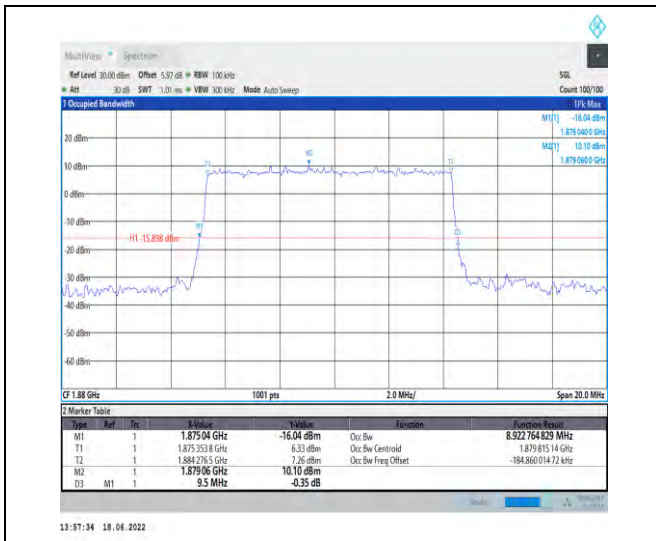 MultiView Spectrum
Ref Level 30.00 dBm Offset 5.97 dB RBW 100 kHz SGL
Att 30 dB SWT 1.01 ms VBW 300 kHz Mode Auto Sweep Count 100/100
1 Occupied Bandwidth 1Pk Max
M1[1] -16.04 dBm
1.875 040 0 GHz
M2[1] 10.10 dBm
1.879 060 0 GHz
20 dBm
10 dBm
0 dBm
-10 dBm
-20 dBm
-30 dBm
-40 dBm
-50 dBm
-60 dBm
T1
M2
T2
M1
D3
H1 -15.898 dBm
CF 1.88 GHz 1001 pts 2.0 MHz/ Span 20.0 MHz
2 Marker Table
Type Ref Trc X-Value Y-Value Function Function Result
M1 1 1.87504 GHz -16.04 dBm Occ Bw 8.922 764 829 MHz
T1 1 1.875 353 8 GHz 6.33 dBm Occ Bw Centroid 1.879 815 14 GHz
T2 1 1.884 276 5 GHz 7.26 dBm Occ Bw Freq Offset -184.860 014 72 kHz
M2 1 1.87906 GHz 10.10 dBm
D3 M1 1 9.5 MHz -0.35 dB
13:57:34 18.06.2022